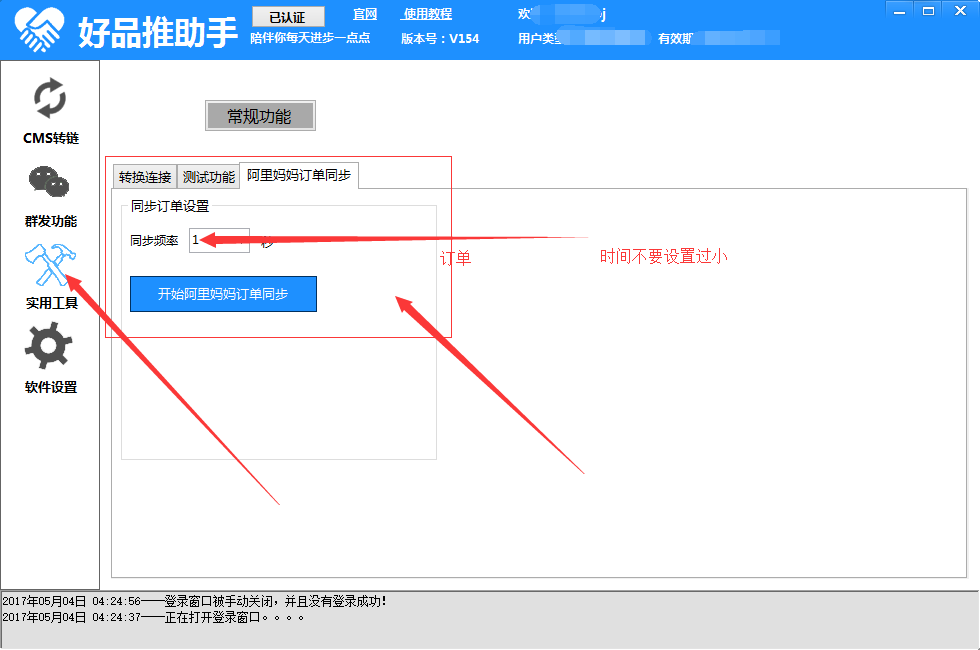 好品推助手
已认证
官网
使用教程
欢
j
陪伴你每天进步一点点
版本号：V154
用户类型
有效期
CMS转链
群发功能
实用工具
软件设置
常规功能
转换连接
测试功能
阿里妈妈订单同步
同步订单设置
同步频率
1
秒
订单
时间不要设置过小
开始阿里妈妈订单同步
2017年05月04日 04:24:56——登录窗口被手动关闭，并且没有登录成功！
2017年05月04日 04:24:37——正在打开登录窗口。。。。